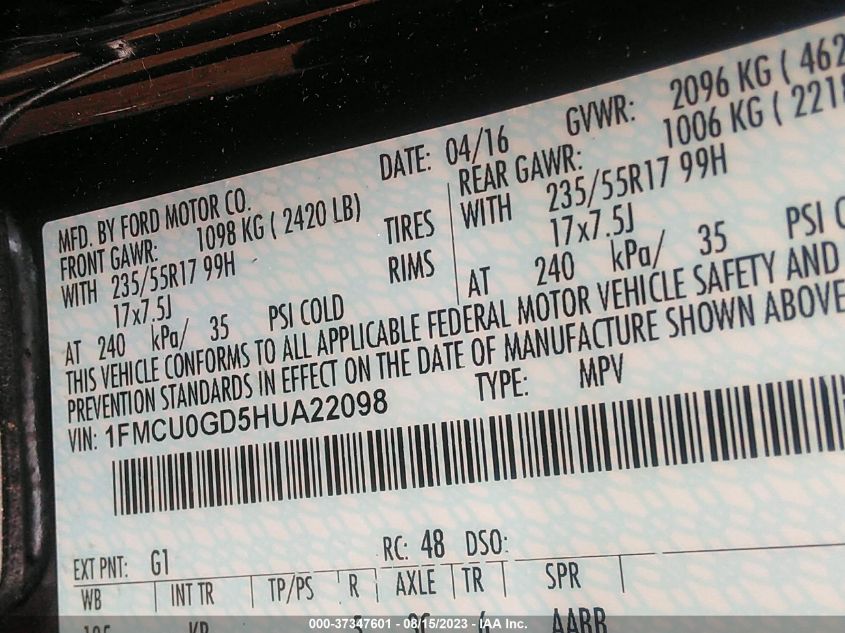 MFD. BY FORD MOTOR CO. DATE: 04/16 GVWR: 2096 KG ( 462
FRONT GAWR: 1098 KG ( 2420 LB) REAR GAWR: 1006 KG ( 2218
WITH 235/55R17 99H TIRES WITH 235/55R17 99H
17x7.5J RIMS 17x7.5J
AT 240 kPa/ 35 PSI COLD AT 240 kPa/ 35 PSI C
THIS VEHICLE CONFORMS TO ALL APPLICABLE FEDERAL MOTOR VEHICLE SAFETY AND
PREVENTION STANDARDS IN EFFECT ON THE DATE OF MANUFACTURE SHOWN ABOVE
VIN: 1FMCU0GD5HUA22098 TYPE: MPV
EXT PNT: G1 RC: 48 DSO:
WB INT TR TP/PS R AXLE TR SPR
AABB
000-37347601 - 08/15/2023 - IAA Inc.